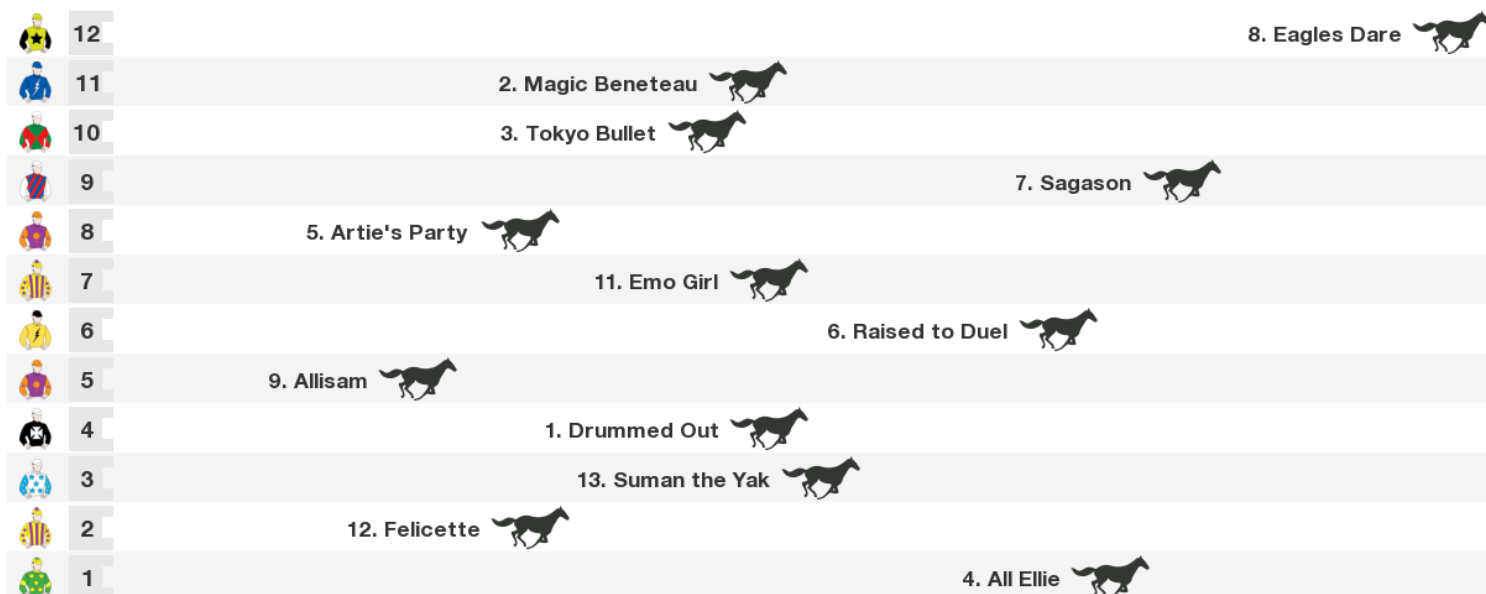 12 8. Eagles Dare
11 2. Magic Beneteau
10 3. Tokyo Bullet
9 7. Sagason
8 5. Artie's Party
7 11. Emo Girl
6 6. Raised to Duel
5 9. Allisam
4 1. Drummed Out
3 13. Suman the Yak
2 12. Felicette
1 4. All Ellie